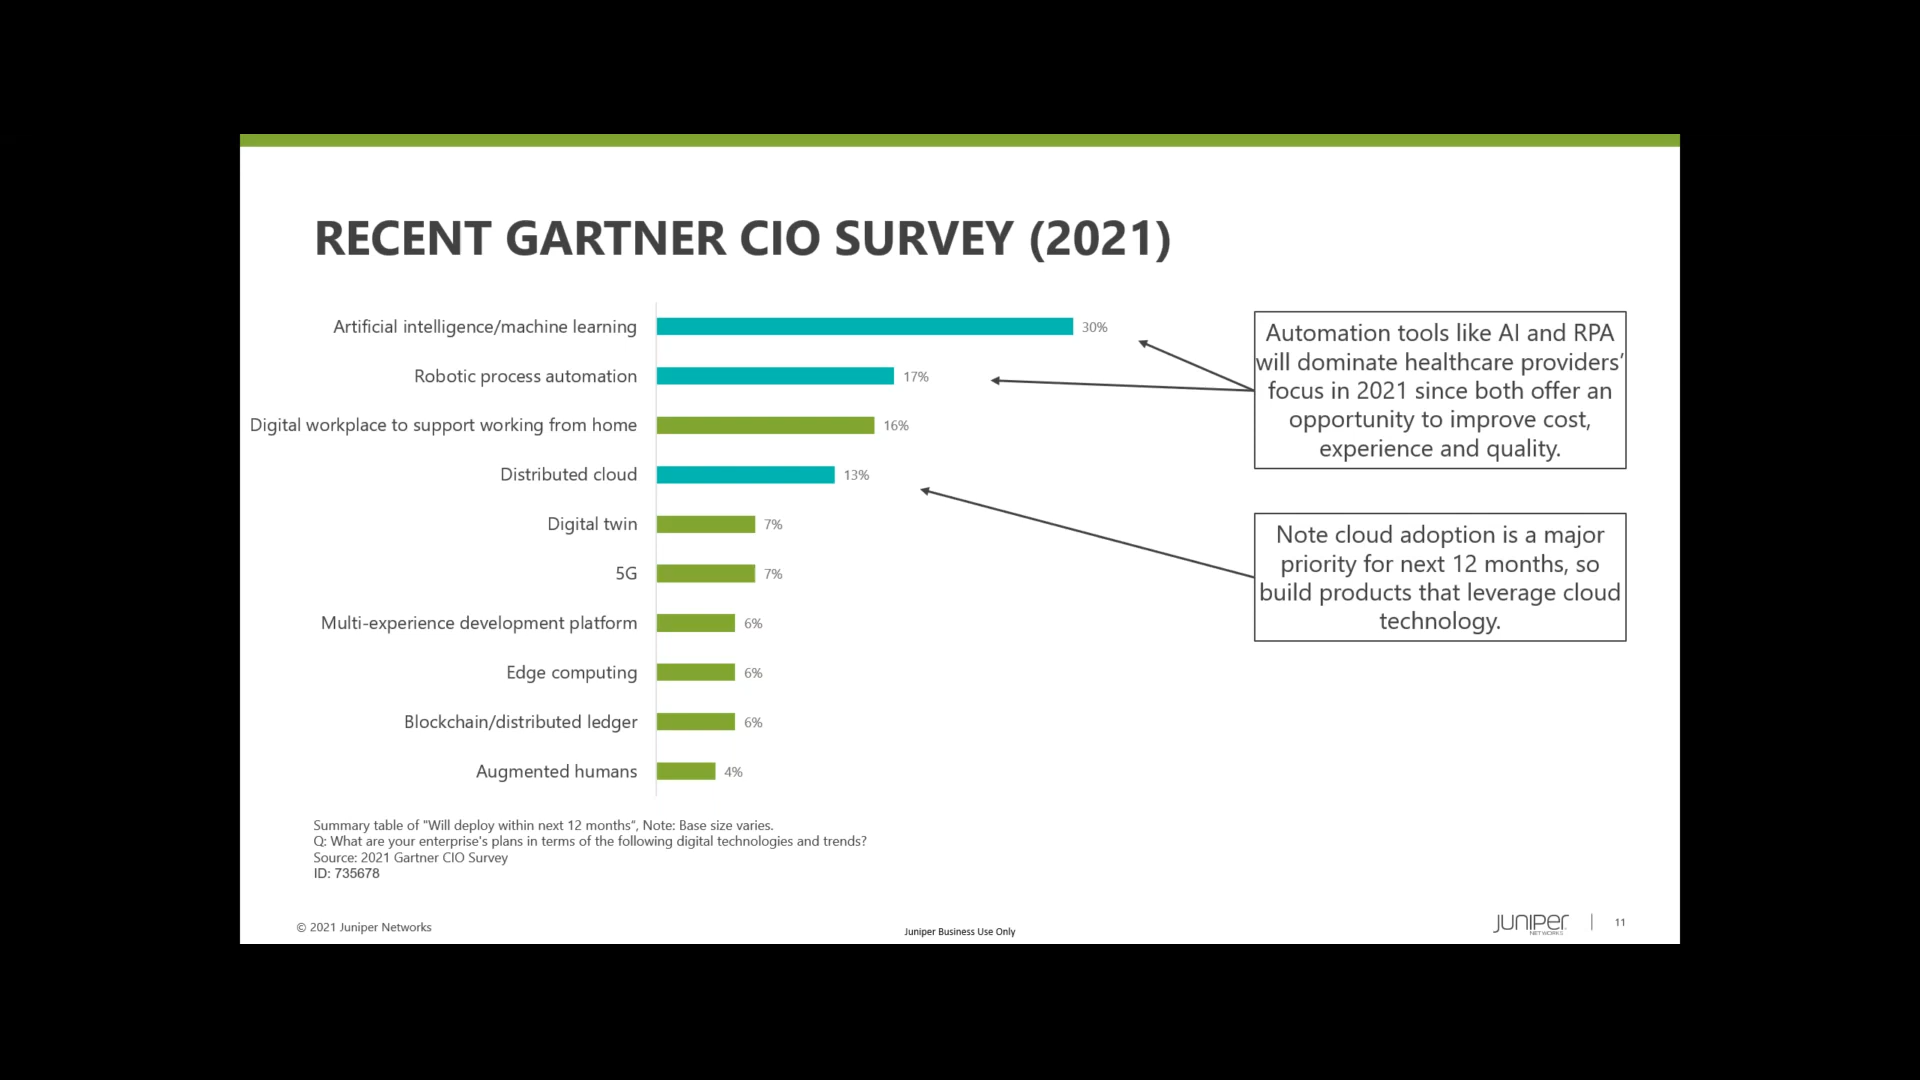 RECENT GARTNER CIO SURVEY (2021)
Artificial intelligence/machine learning 30%
Robotic process automation 17%
Digital workplace to support working from home 16%
Distributed cloud 13%
Digital twin 7%
5G 7%
Multi-experience development platform 6%
Edge computing 6%
Blockchain/distributed ledger 6%
Augmented humans 4%
Automation tools like AI and RPA
will dominate healthcare providers’
focus in 2021 since both offer an
opportunity to improve cost,
experience and quality.
Note cloud adoption is a major
priority for next 12 months, so
build products that leverage cloud
technology.
Summary table of "Will deploy within next 12 months“, Note: Base size varies.
Q: What are your enterprise's plans in terms of the following digital technologies and trends?
Source: 2021 Gartner CIO Survey
ID: 735678
© 2021 Juniper Networks
Juniper Business Use Only
JUNIPER
NETWORKS
11